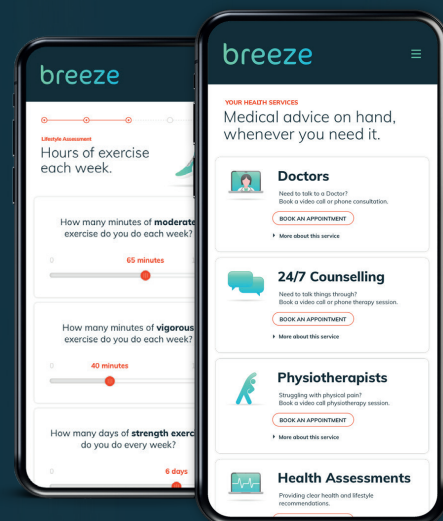 breeze
Lifestyle Assessment
Hours of exercise
each week.
How many minutes of moderate
exercise do you do each week?
0
65 minutes
How many minutes of vigorous
exercise do you do each week?
0
40 minutes
How many days of strength
do you do every week?
0
6 days
breeze
YOUR HEALTH SERVICES
Medical advice on hand,
whenever you need it.
Doctors
Need to talk to a Doctor?
Book a video call or phone consultation.
BOOK AN APPOINTMENT
More about this service
24/7 Counselling
Need to talk things through?
Book a video call or phone therapy session.
BOOK AN APPOINTMENT
More about this service
Physiotherapists
Struggling with physical pain?
Book a video call physiotherapy session.
BOOK AN APPOINTMENT
More about this service
Health Assessments
Providing clear health and lifestyle
recommendations.